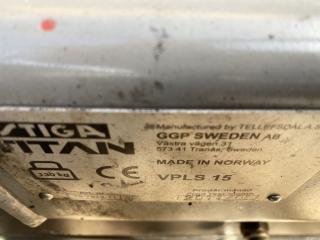 STIGA
TITAN
Manufactured by TELLEFSDAL A.S
GGP SWEDEN AB
Västra vägen 31
573 41 Tranås, Sweden
MADE IN NORWAY
330 kg
CE
VPLS 15